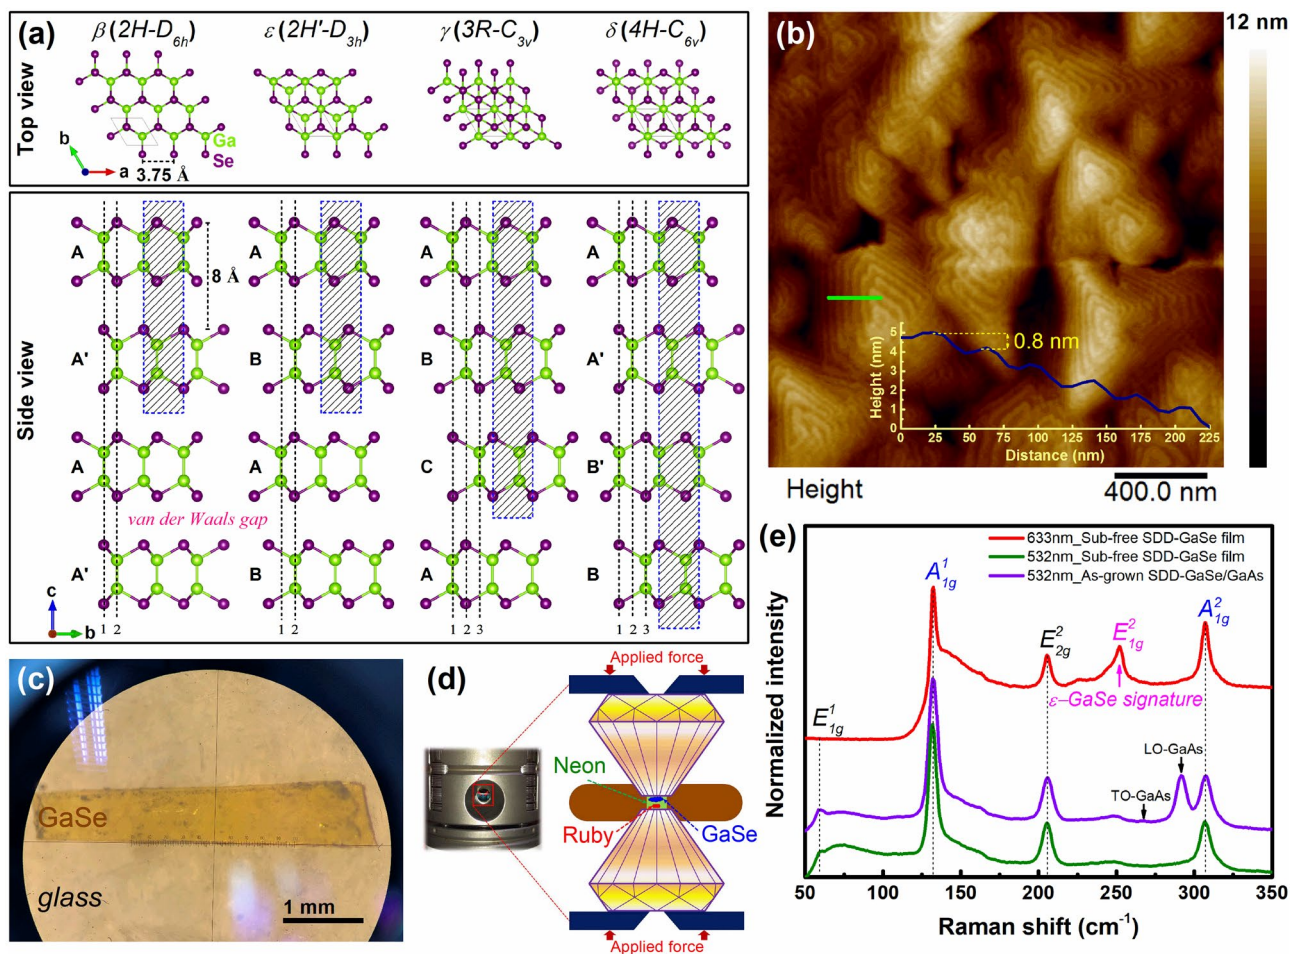 (a)
β (2H-D6h)
ε (2H'-D3h)
γ (3R-C3v)
δ (4H-C6v)
Top view
b
a
Ga
Se
3.75 Å
Side view
A
A
A
A
8 Å
A'
B
B
A'
A
A
C
B'
van der Waals gap
A'
B
A
B
c
b
1 2
1 2
1 2 3
1 2 3
(b)
12 nm
0.8 nm
Height (nm)
5
4
3
2
1
0
0 25 50 75 100 125 150 175 200 225
Distance (nm)
Height
400.0 nm
(c)
GaSe
glass
1 mm
(d)
Applied force
Neon
Ruby
GaSe
Applied force
(e)
633nm_Sub-free SDD-GaSe film
532nm_Sub-free SDD-GaSe film
532nm_As-grown SDD-GaSe/GaAs
A^1_1g
E^2_2g
E^2_1g
A^2_1g
ε−GaSe signature
E^1_1g
LO-GaAs
TO-GaAs
Normalized intensity
50 100 150 200 250 300 350
Raman shift (cm-1)